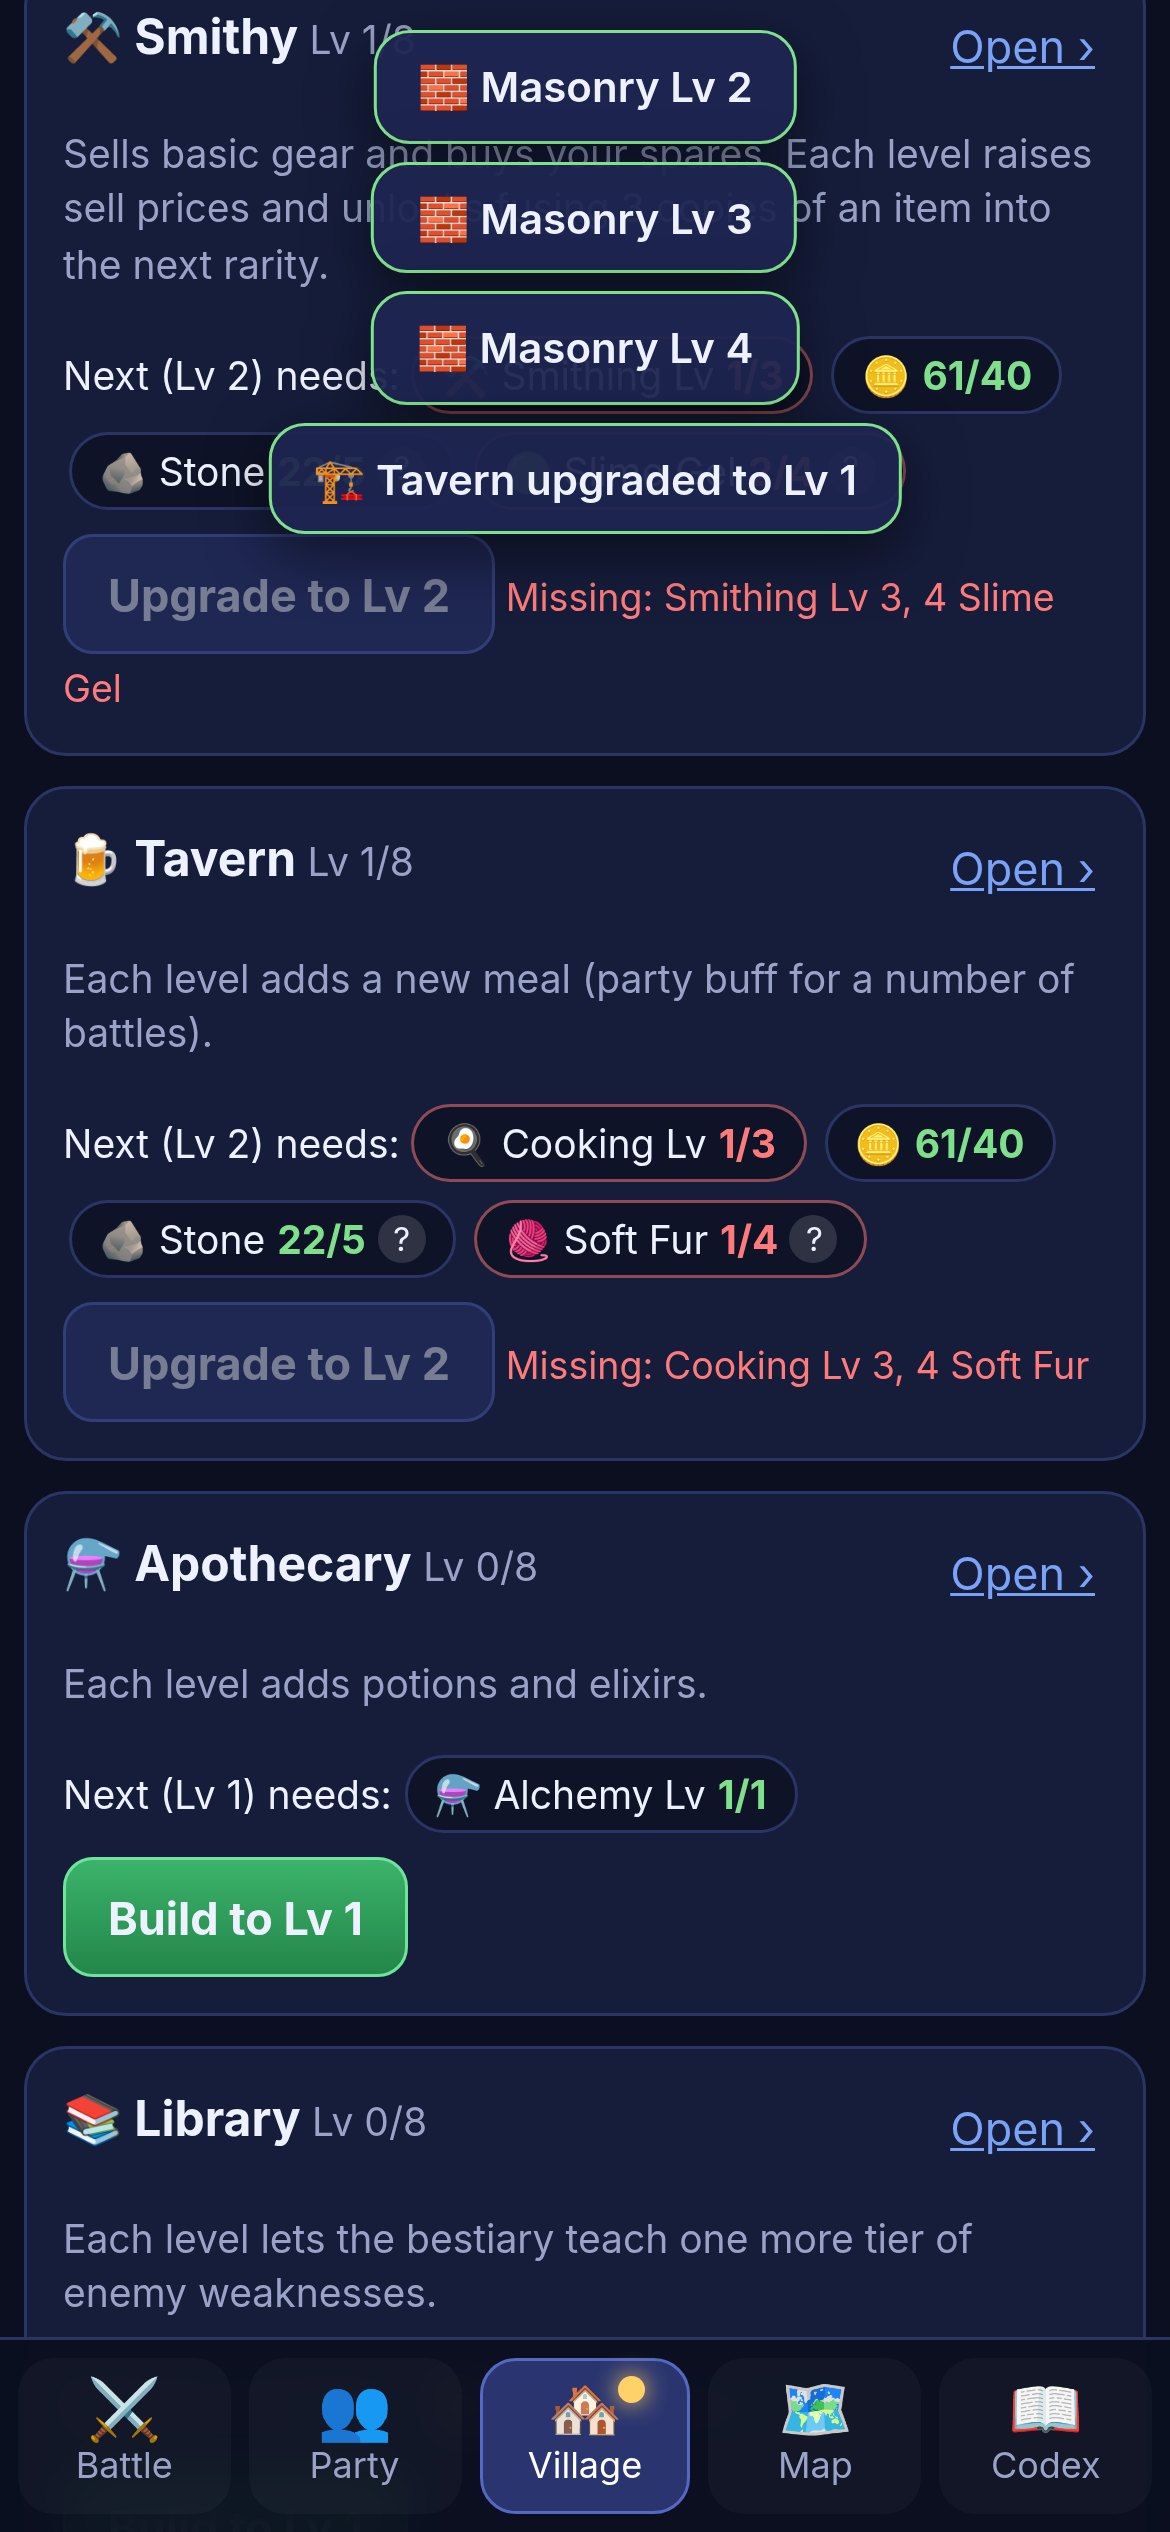 Smithy Lv 1/8
Open ›
Masonry Lv 2
Sells basic gear and buys your spares. Each level raises
Masonry Lv 3
sell prices and of an item into
the next rarity.
Masonry Lv 4
Next (Lv 2) needs: Smithing Lv 1/3 61/40
Stone 22/5
Tavern upgraded to Lv 1
Upgrade to Lv 2 Missing: Smithing Lv 3, 4 Slime
Gel
Tavern Lv 1/8
Open ›
Each level adds a new meal (party buff for a number of
battles).
Next (Lv 2) needs: Cooking Lv 1/3 61/40
Stone 22/5 ? Soft Fur 1/4 ?
Upgrade to Lv 2 Missing: Cooking Lv 3, 4 Soft Fur
Apothecary Lv 0/8
Open ›
Each level adds potions and elixirs.
Next (Lv 1) needs: Alchemy Lv 1/1
Build to Lv 1
Library Lv 0/8
Open ›
Each level lets the bestiary teach one more tier of
enemy weaknesses.
Battle
Party
Village
Map
Codex